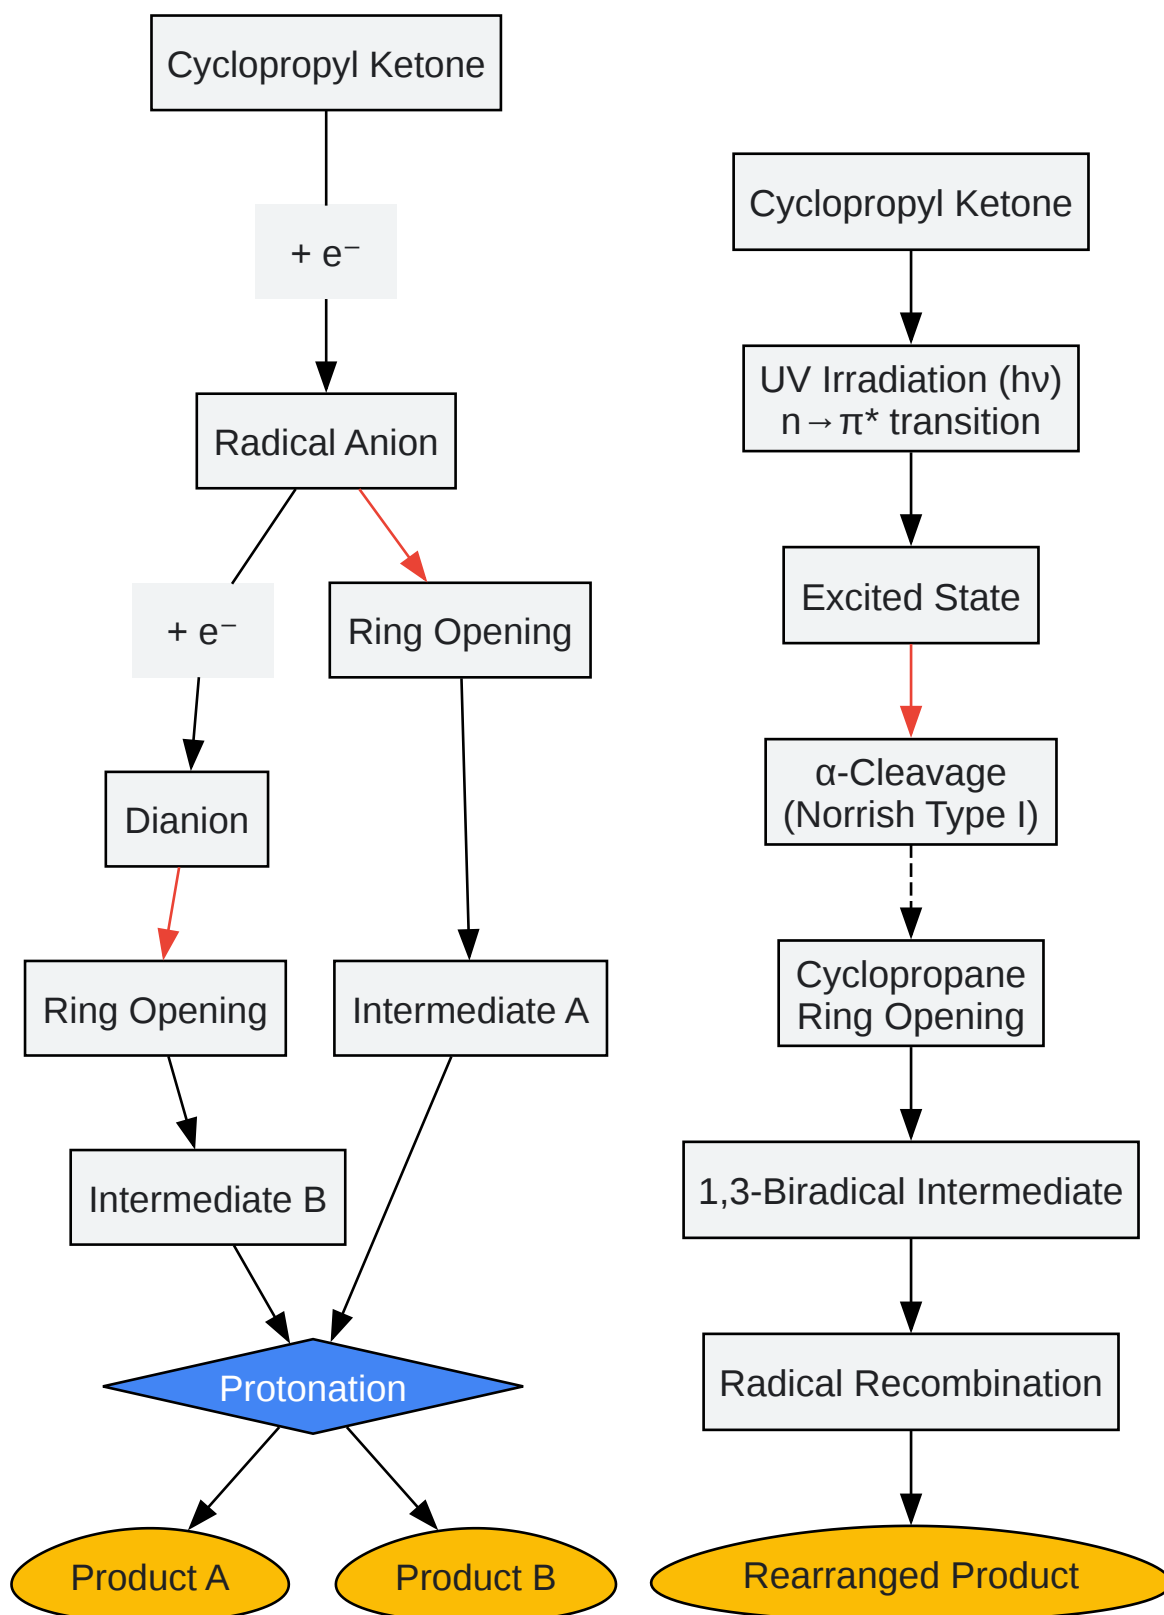 Cyclopropyl Ketone
+ e⁻
Radical Anion
+ e⁻
Ring Opening
Dianion
Ring Opening
Intermediate A
Intermediate B
Protonation
Product A
Product B
Cyclopropyl Ketone
UV Irradiation (hν)
n→π* transition
Excited State
α-Cleavage
(Norrish Type I)
Cyclopropane
Ring Opening
1,3-Biradical Intermediate
Radical Recombination
Rearranged Product